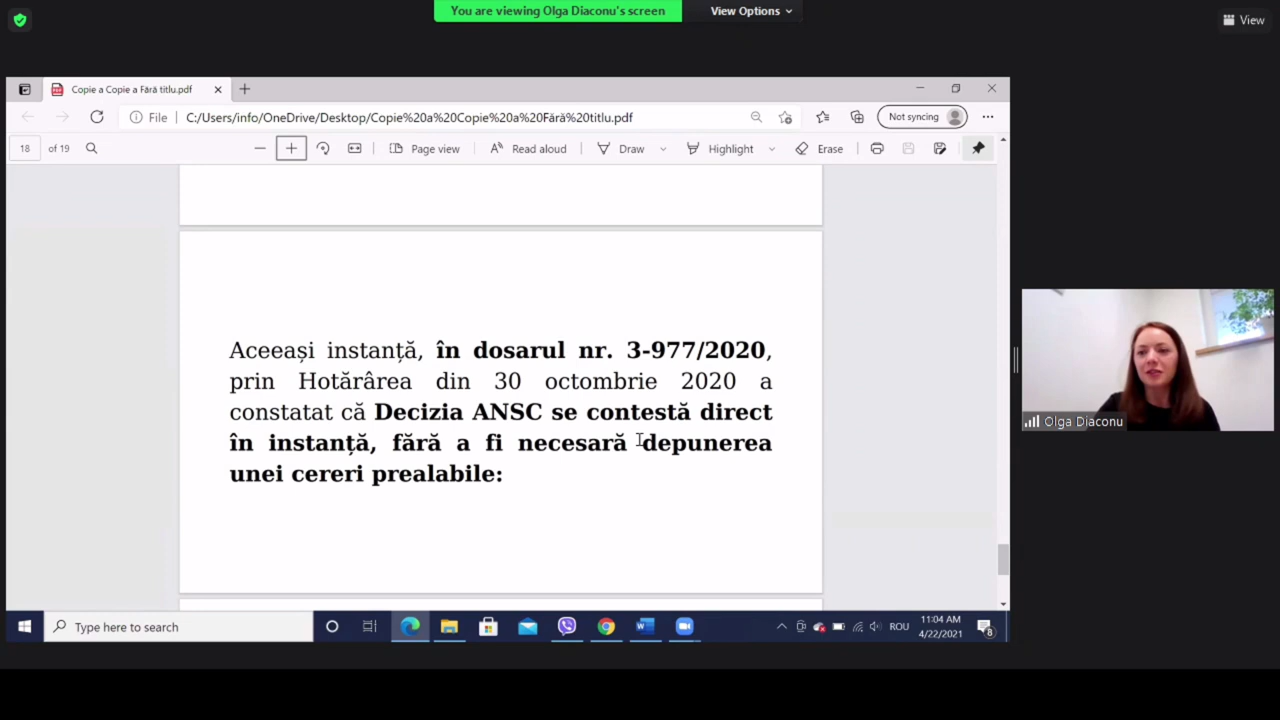 You are viewing Olga Diaconu's screen
View Options
View
Copie a Copie a Fără titlu.pdf
File
C:/Users/info/OneDrive/Desktop/Copie%20a%20Copie%20a%20Fără%20titlu.pdf
Not syncing
18 of 19
Page view
Read aloud
Draw
Highlight
Erase
Aceeași instanță, în dosarul nr. 3-977/2020,
prin Hotărârea din 30 octombrie 2020 a
constatat că Decizia ANSC se contestă direct
în instanță, fără a fi necesară depunerea
unei cereri prealabile:
Olga Diaconu
Type here to search
ROU
11:04 AM
4/22/2021
8